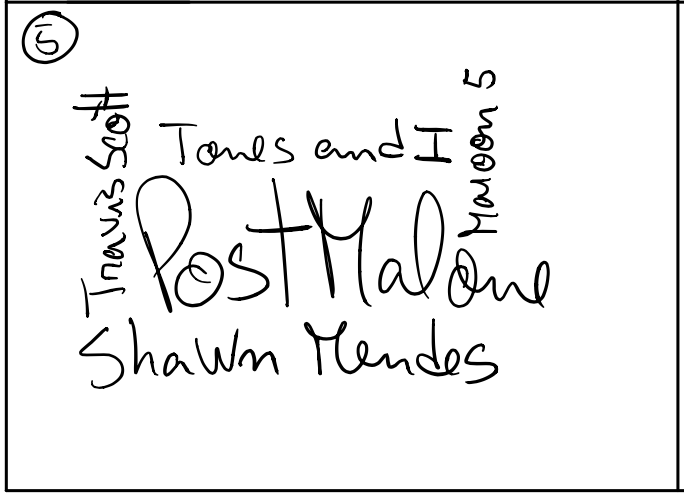 5
Travis Scott
Tones and I
Maroon 5
Post Malone
Shawn Mendes